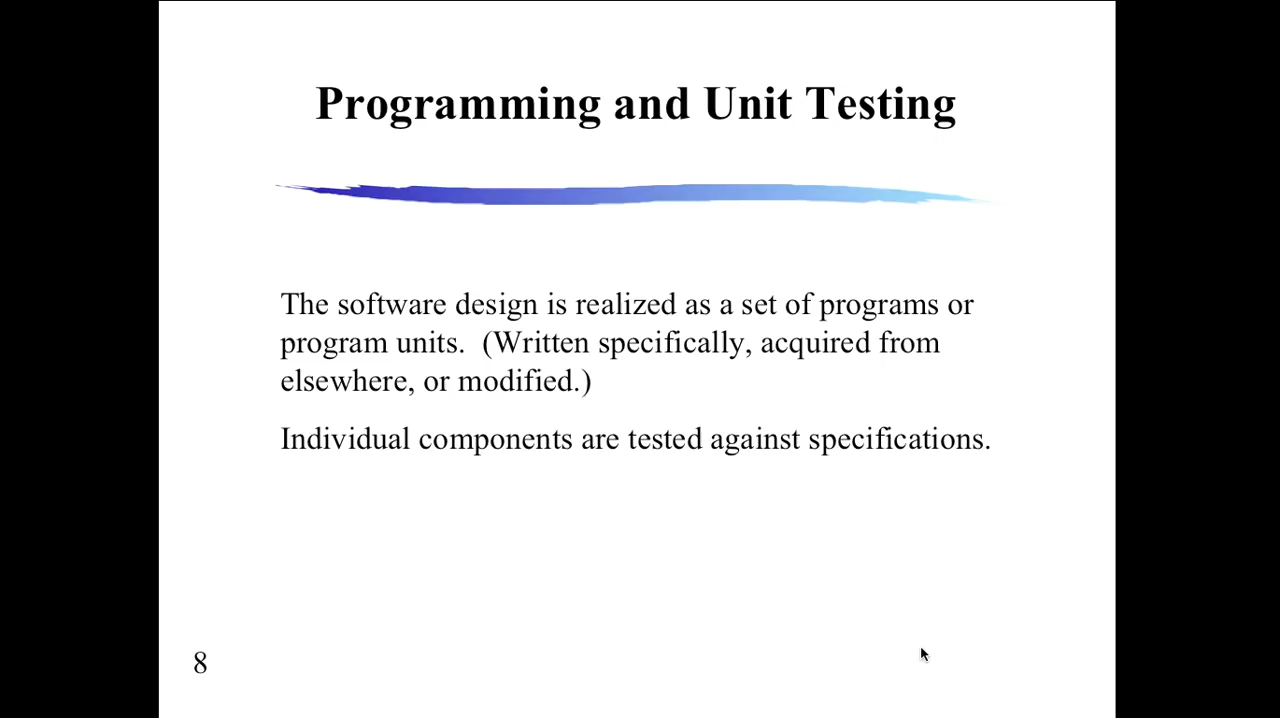 Programming and Unit Testing
The software design is realized as a set of programs or
program units.  (Written specifically, acquired from
elsewhere, or modified.)
Individual components are tested against specifications.
8